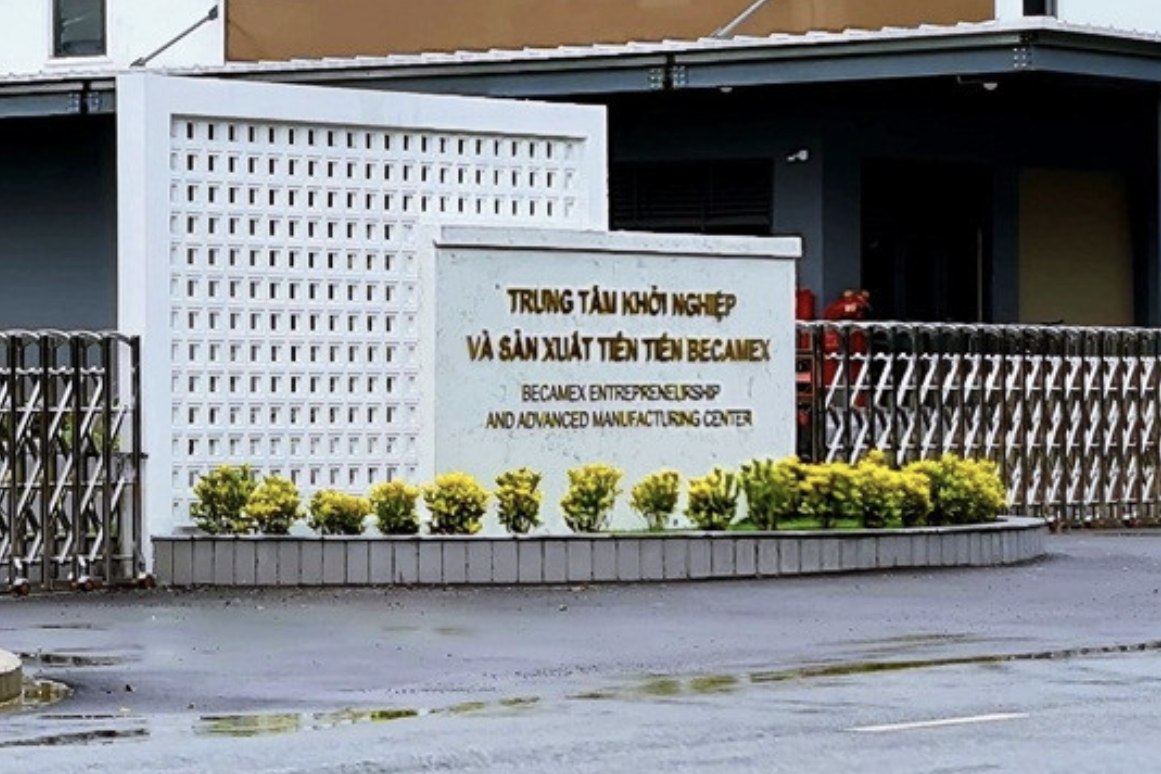 TRUNG TÂM KHỞI NGHIỆP
VÀ SẢN XUẤT TIÊN TIẾN BECAMEX
BECAMEX ENTREPRENEURSHIP
AND ADVANCED MANUFACTURING CENTER